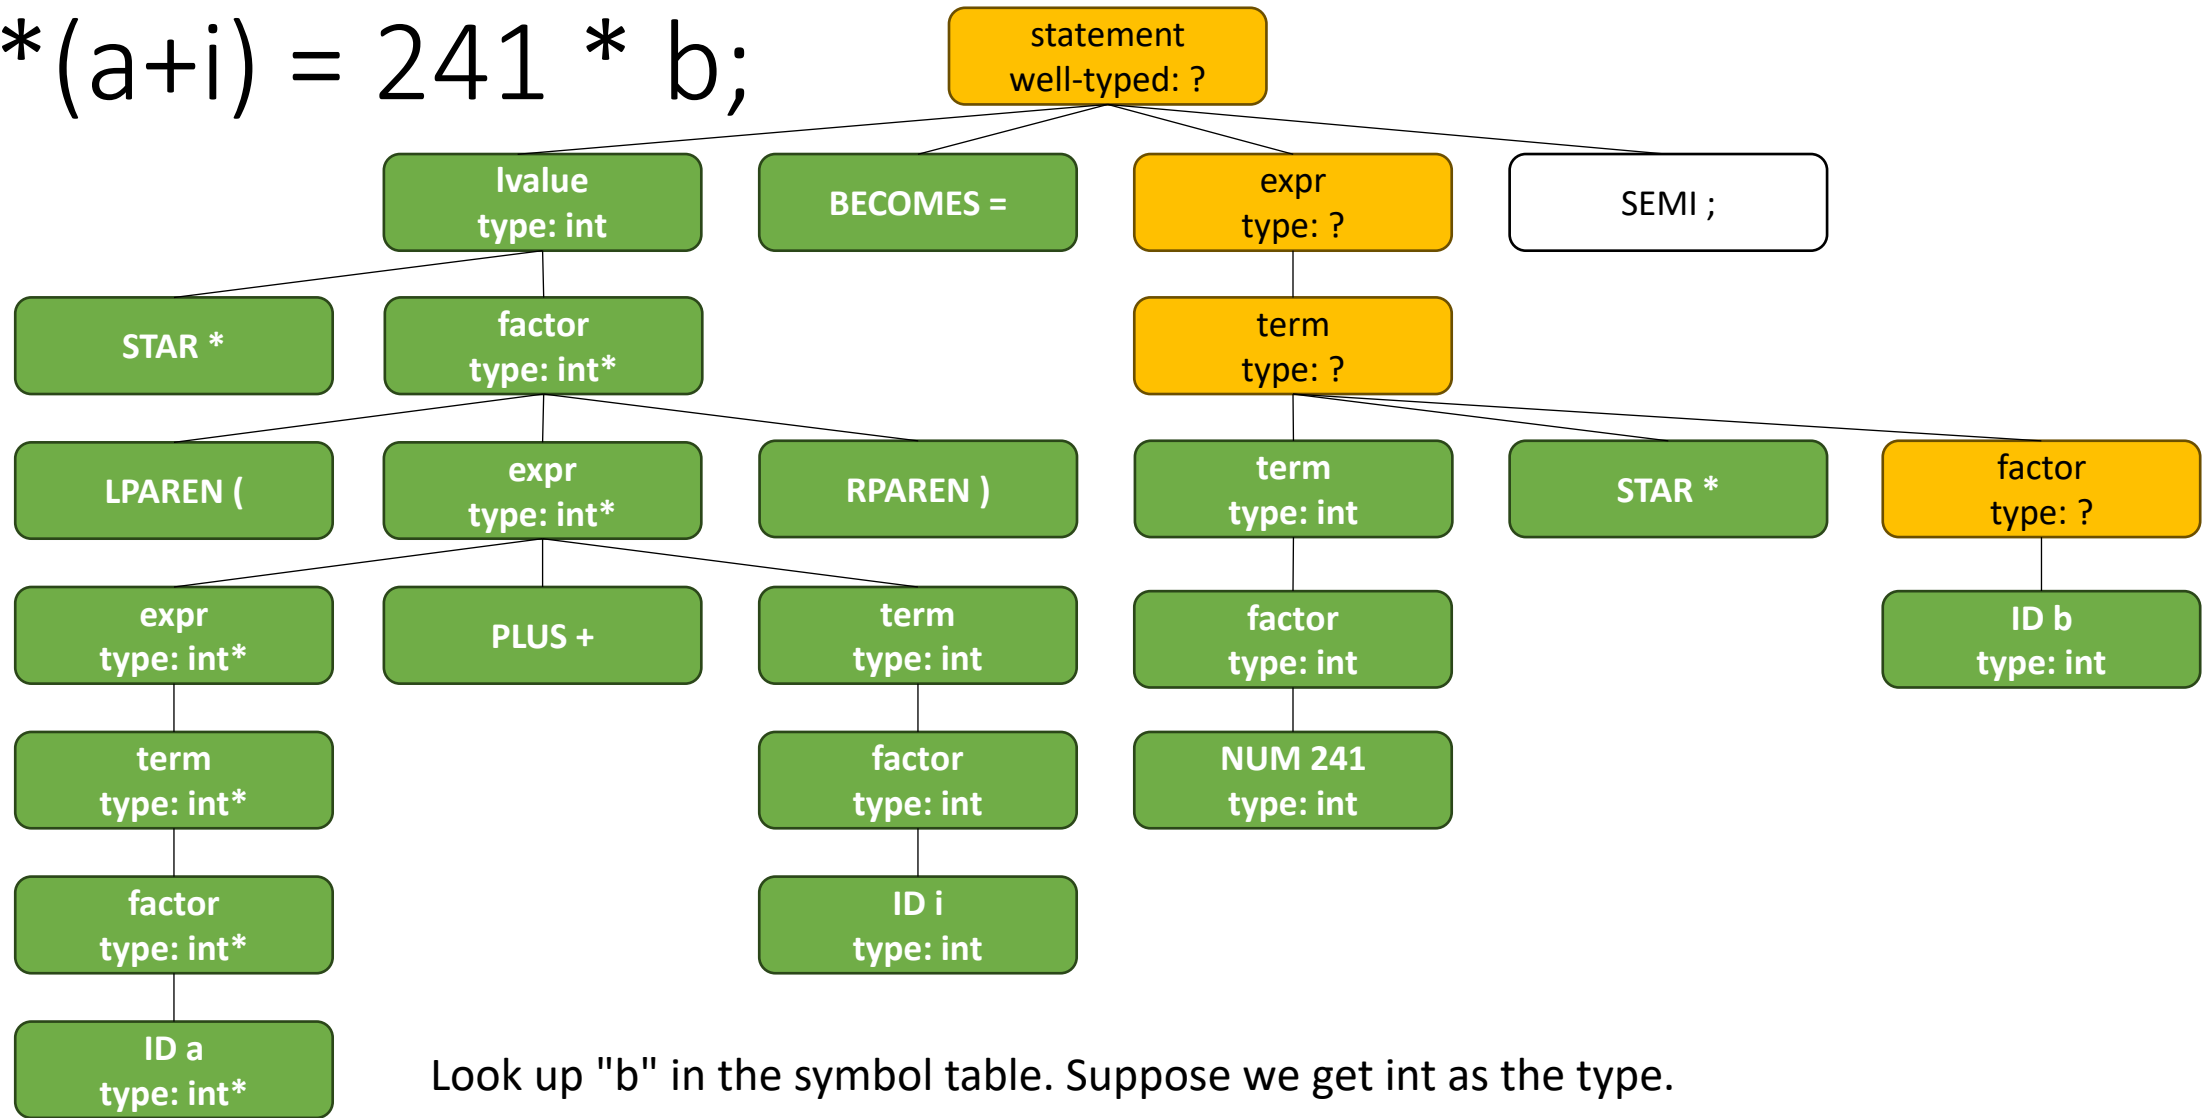 *(a+i) = 241 * b;
statement
well-typed: ?
lvalue
type: int
BECOMES =
expr
type: ?
SEMI ;
STAR *
factor
type: int*
term
type: ?
LPAREN (
expr
type: int*
RPAREN )
term
type: int
STAR *
factor
type: ?
expr
type: int*
PLUS +
term
type: int
factor
type: int
ID b
type: int
term
type: int*
factor
type: int
NUM 241
type: int
factor
type: int*
ID i
type: int
ID a
type: int*
Look up "b" in the symbol table. Suppose we get int as the type.